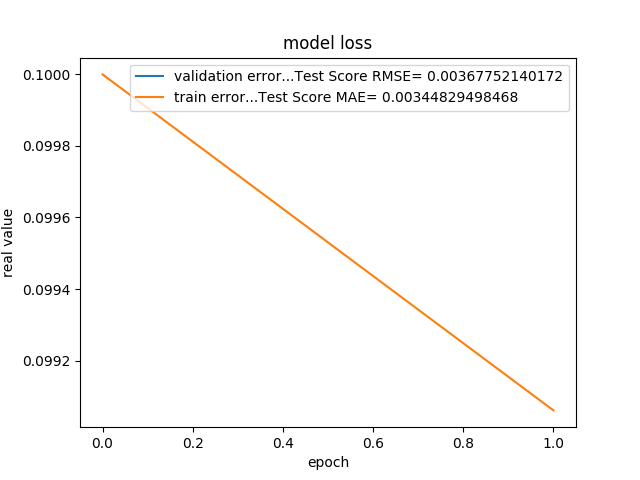 model loss
validation error...Test Score RMSE= 0.00367752140172
train error...Test Score MAE= 0.00344829498468
real value
0.1000
0.0998
0.0996
0.0994
0.0992
0.0 0.2 0.4 0.6 0.8 1.0
epoch